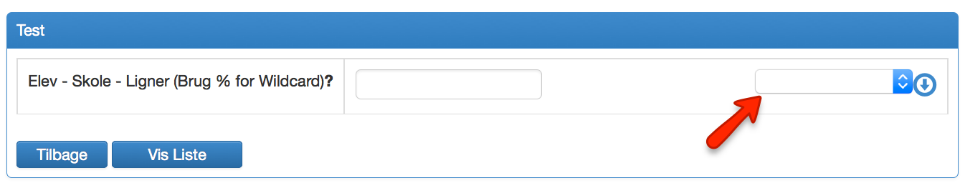 Test
Elev - Skole - Ligner (Brug % for Wildcard)?
Tilbage
Vis Liste